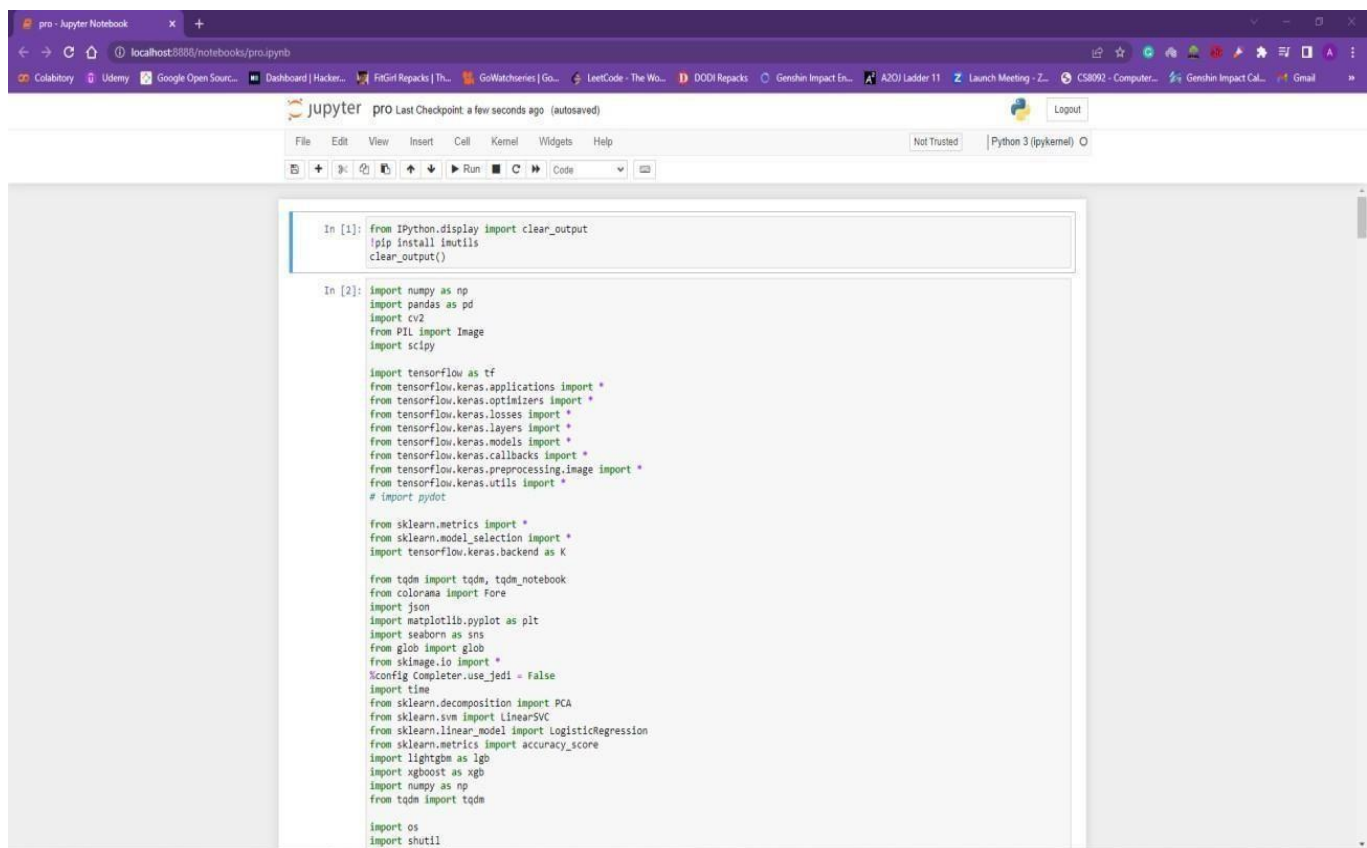 pro - Jupyter Notebook
localhost:8888/notebooks/pro.ipynb
Colabitory Udemy Google Open Sourc... Dashboard | Hacker... FitGirl Repacks | Th... GoWatchseries | Go... LeetCode - The Wo... DODI Repacks Genshin Impact En... A2OJ Ladder 11 Launch Meeting - Z... CS8092 - Computer... Genshin Impact Cal... Gmail »
jupyter pro Last Checkpoint: a few seconds ago (autosaved) Logout
File Edit View Insert Cell Kernel Widgets Help Not Trusted Python 3 (ipykernel)
Run Code
In [1]: from IPython.display import clear_output
!pip install imutils
clear_output()
In [2]: import numpy as np
import pandas as pd
import cv2
from PIL import Image
import scipy
import tensorflow as tf
from tensorflow.keras.applications import *
from tensorflow.keras.optimizers import *
from tensorflow.keras.losses import *
from tensorflow.keras.layers import *
from tensorflow.keras.models import *
from tensorflow.keras.callbacks import *
from tensorflow.keras.preprocessing.image import *
from tensorflow.keras.utils import *
# import pydot
from sklearn.metrics import *
from sklearn.model_selection import *
import tensorflow.keras.backend as K
from tqdm import tqdm, tqdm_notebook
from colorama import Fore
import json
import matplotlib.pyplot as plt
import seaborn as sns
from glob import glob
from skimage.io import *
%config Completer.use_jedi = False
import time
from sklearn.decomposition import PCA
from sklearn.svm import LinearSVC
from sklearn.linear_model import LogisticRegression
from sklearn.metrics import accuracy_score
import lightgbm as lgb
import xgboost as xgb
import numpy as np
from tqdm import tqdm
import os
import shutil